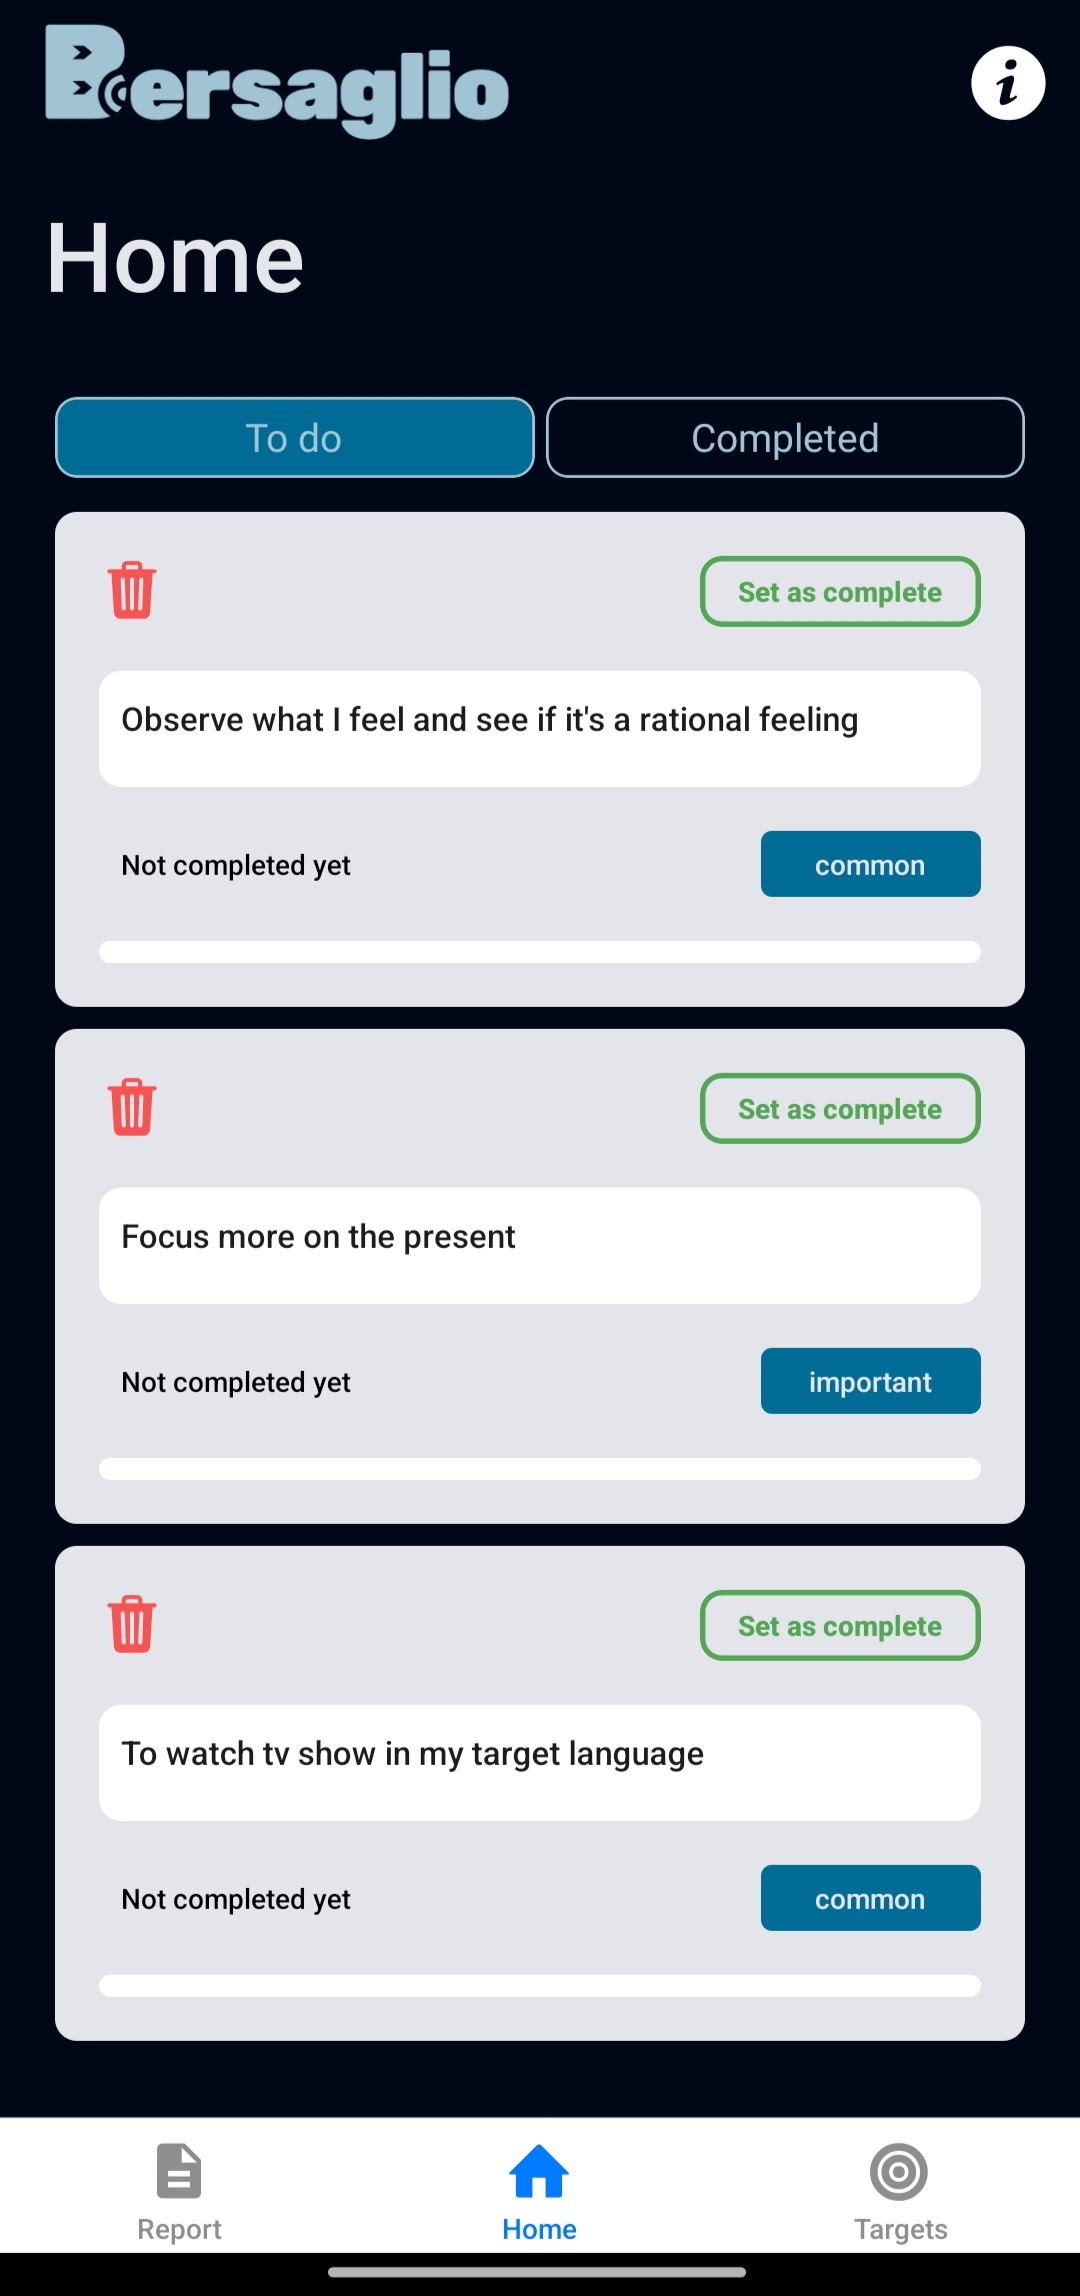 Bersaglio
i
Home
To do
Completed
Set as complete
Observe what I feel and see if it's a rational feeling
Not completed yet
common
Set as complete
Focus more on the present
Not completed yet
important
Set as complete
To watch tv show in my target language
Not completed yet
common
Report
Home
Targets